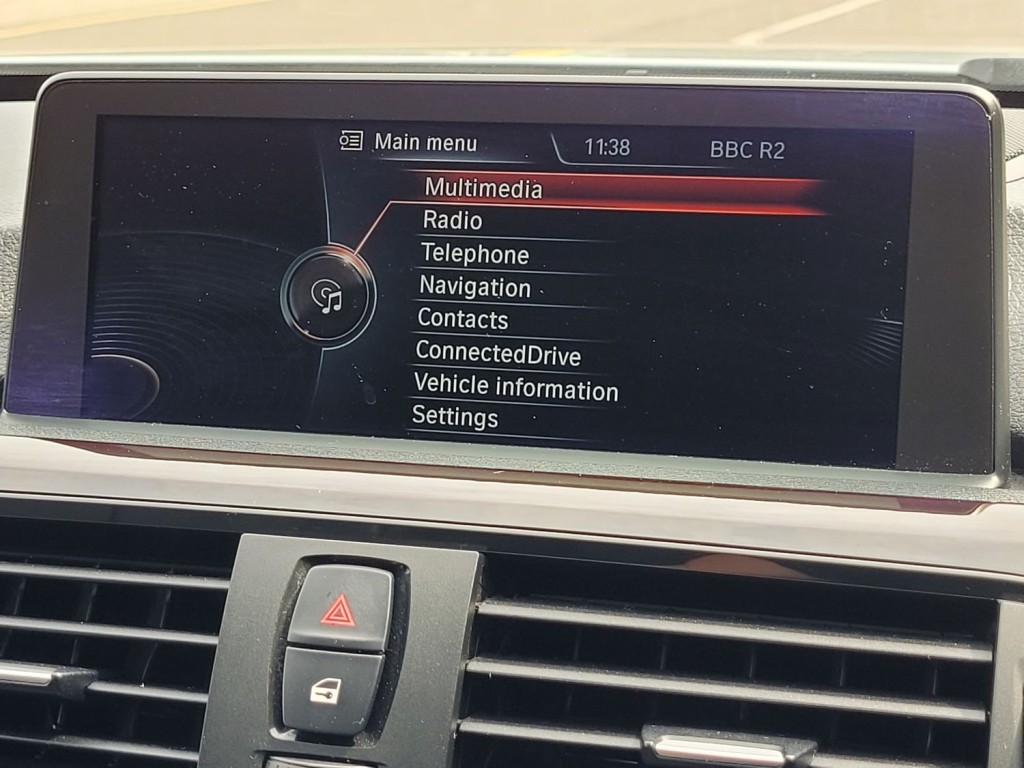 Main menu 11:38 BBC R2
Multimedia
Radio
Telephone
Navigation
Contacts
ConnectedDrive
Vehicle information
Settings